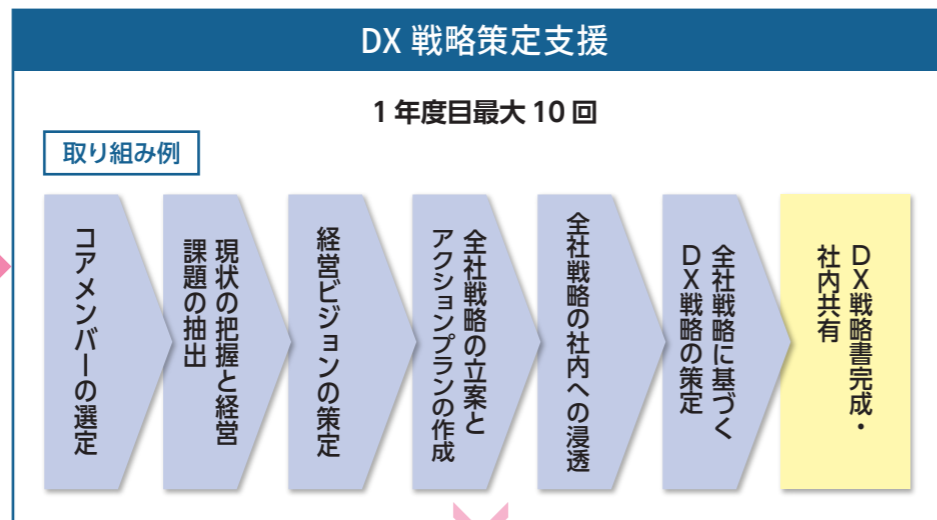 DX 戦略策定支援
1 年度目最大 10 回
取り組み例
コアメンバーの選定
現状の把握と経営
課題の抽出
経営ビジョンの策定
全社戦略の立案と
アクションプランの作成
全社戦略の社内への浸透
全社戦略に基づく
DX戦略の策定
DX戦略書完成・
社内共有